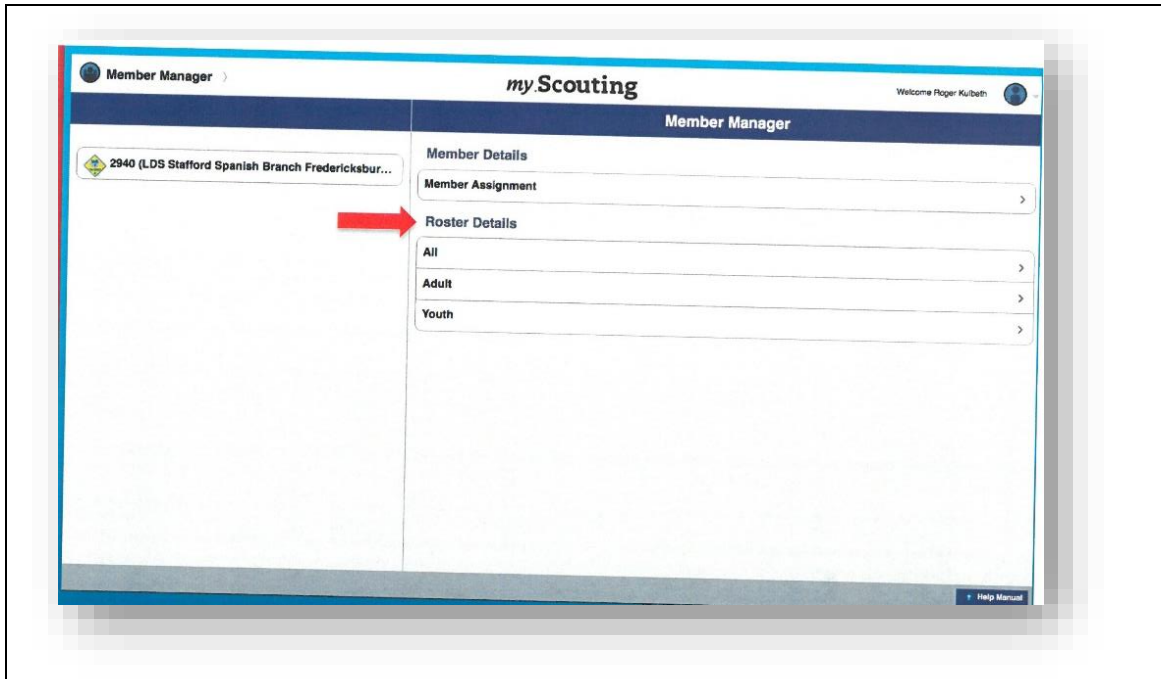 Member Manager
my.Scouting
Welcome Roger Kulbeth
Member Manager
2940 (LDS Stafford Spanish Branch Fredericksbur...
Member Details
Member Assignment
Roster Details
All
Adult
Youth
? Help Manual